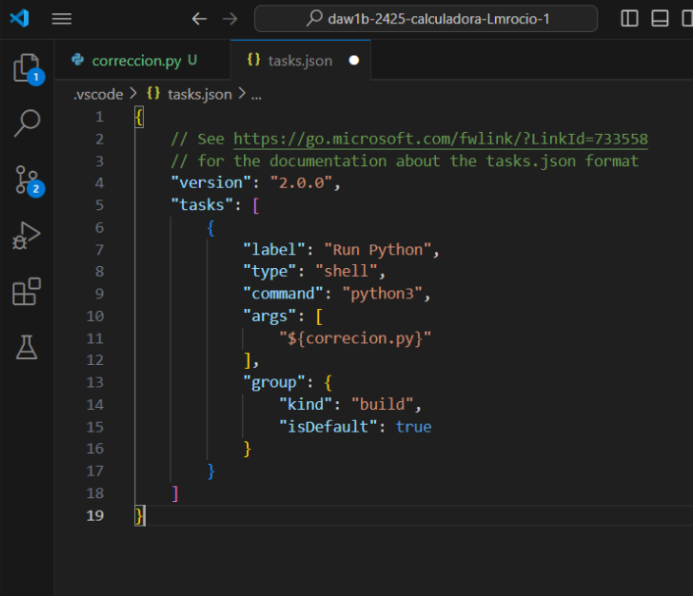 daw1b-2425-calculadora-Lmrocio-1
correccion.py U
{} tasks.json
.vscode > {} tasks.json > ...
1 {
2 // See https://go.microsoft.com/fwlink/?LinkId=733558
3 // for the documentation about the tasks.json format
4 "version": "2.0.0",
5 "tasks": [
6 {
7 "label": "Run Python",
8 "type": "shell",
9 "command": "python3",
10 "args": [
11 "${correcion.py}"
12 ],
13 "group": {
14 "kind": "build",
15 "isDefault": true
16 }
17 }
18 ]
19 }
1
2